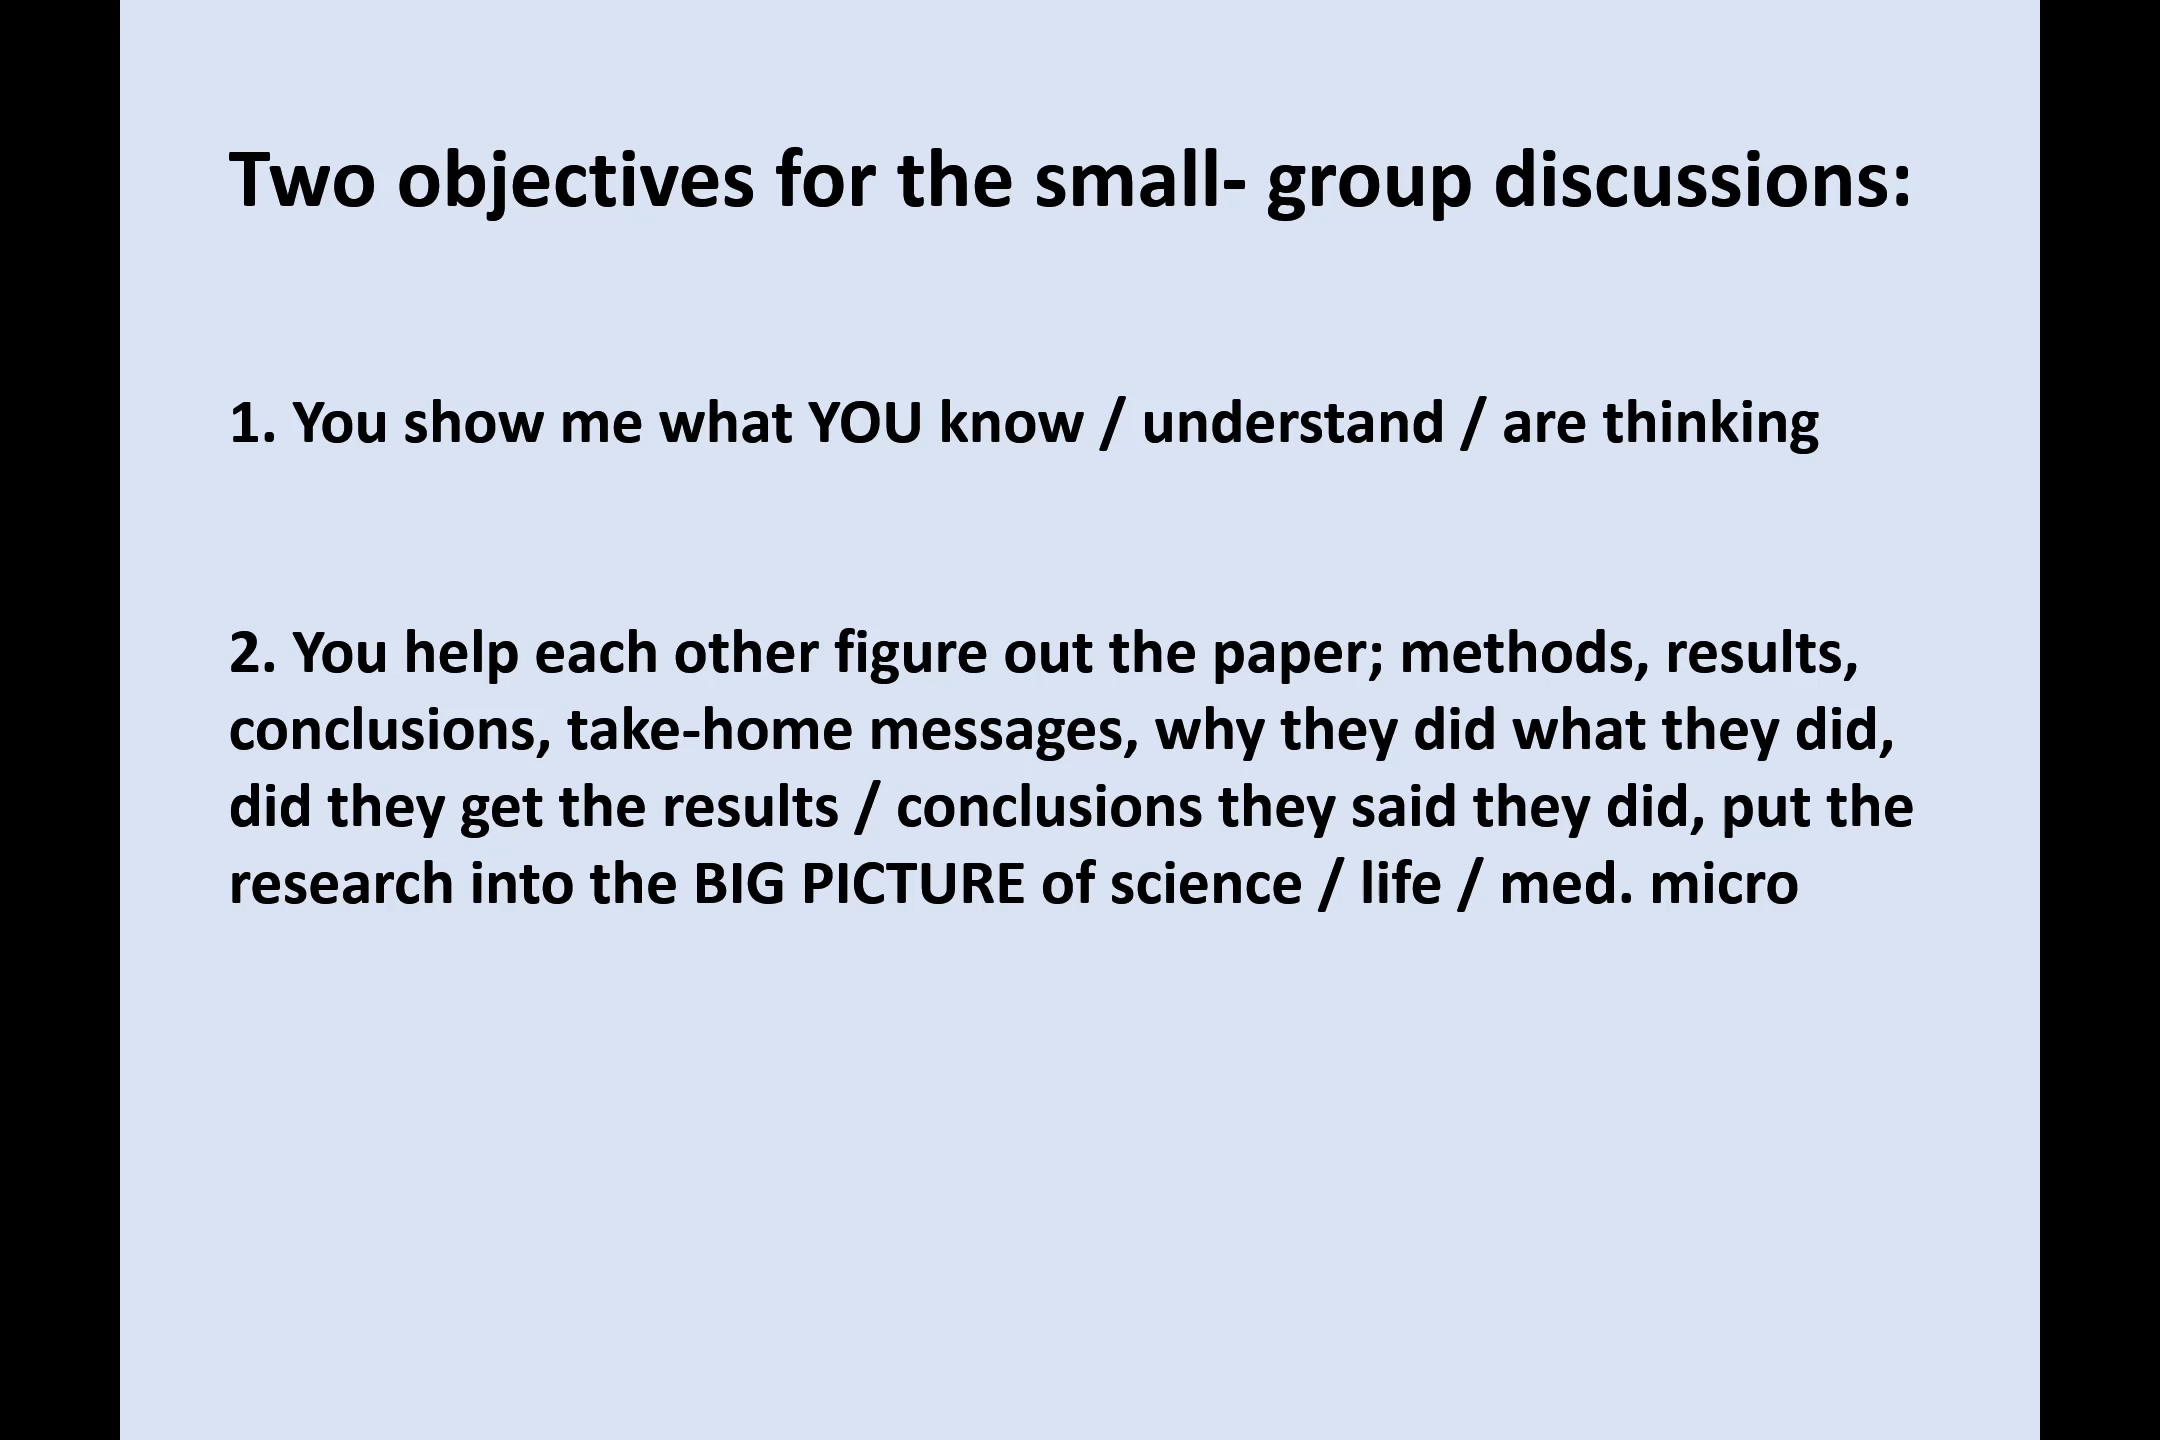 Two objectives for the small- group discussions:
1. You show me what YOU know / understand / are thinking
2. You help each other figure out the paper; methods, results,
conclusions, take-home messages, why they did what they did,
did they get the results / conclusions they said they did, put the
research into the BIG PICTURE of science / life / med. micro